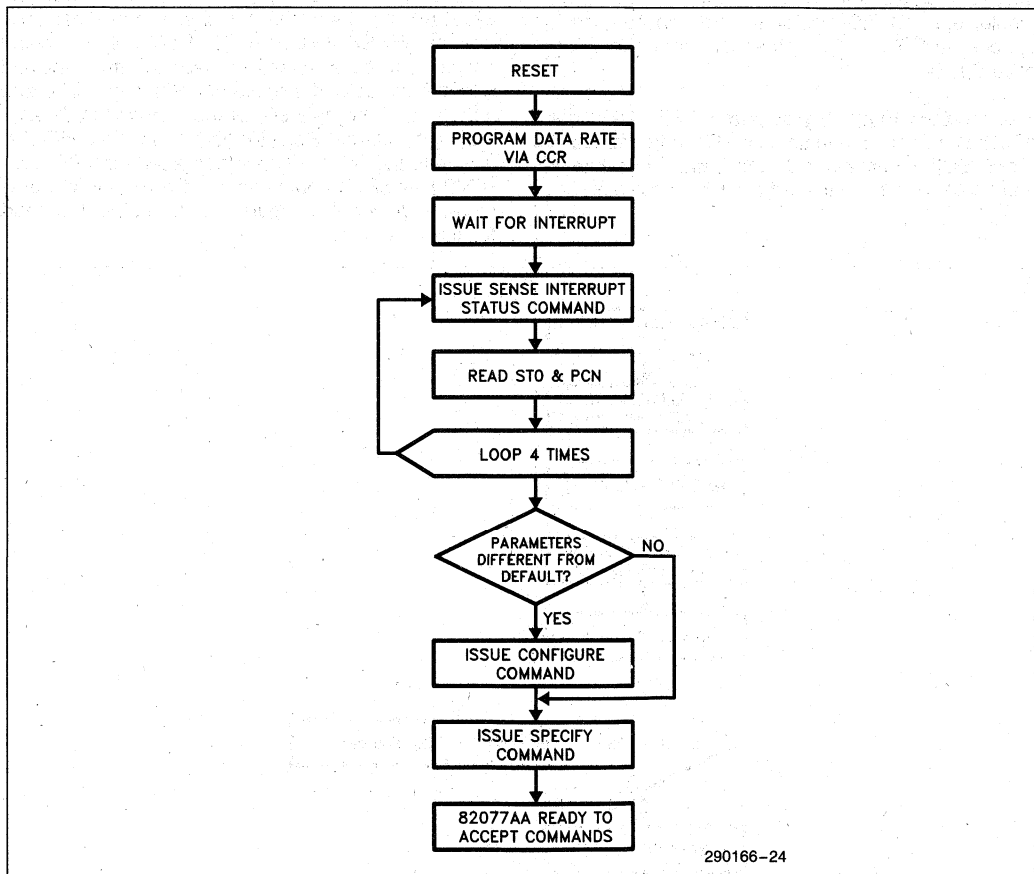 RESET
PROGRAM DATA RATE
VIA CCR
WAIT FOR INTERRUPT
ISSUE SENSE INTERRUPT
STATUS COMMAND
READ ST0 & PCN
LOOP 4 TIMES
PARAMETERS
DIFFERENT FROM
DEFAULT?
NO
YES
ISSUE CONFIGURE
COMMAND
ISSUE SPECIFY
COMMAND
82077AA READY TO
ACCEPT COMMANDS
290166-24